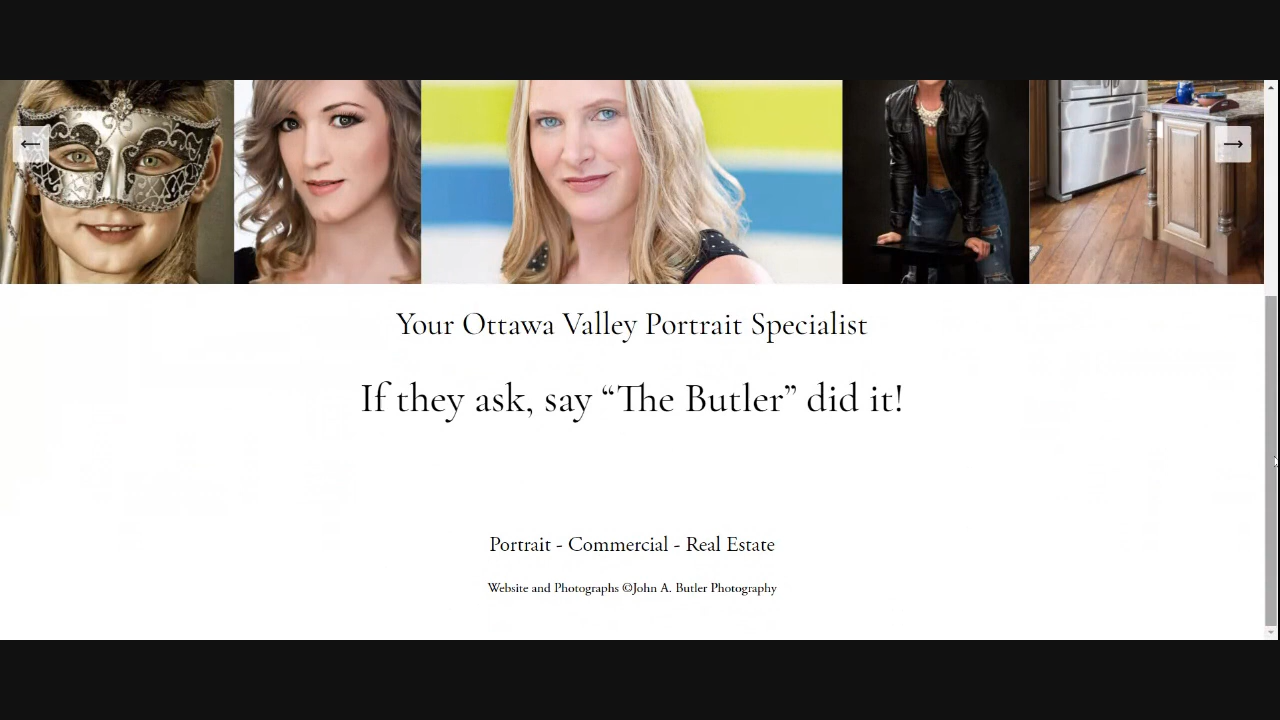 Your Ottawa Valley Portrait Specialist
If they ask, say “The Butler” did it!
Portrait - Commercial - Real Estate
Website and Photographs ©John A. Butler Photography